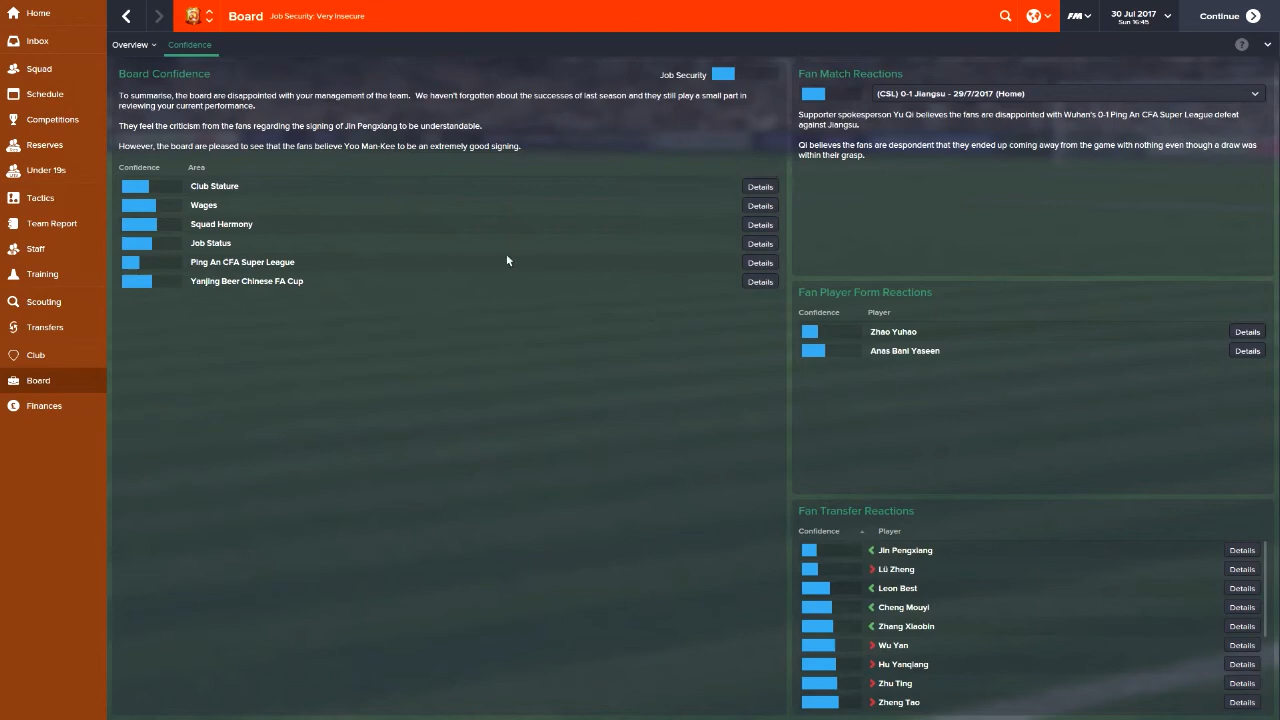 Home
Inbox
Squad
Schedule
Competitions
Reserves
Under 19s
Tactics
Team Report
Staff
Training
Scouting
Transfers
Club
Board
Finances
Board Job Security: Very Insecure
FM
30 Jul 2017
Sun 16:45
Continue
Overview
Confidence
?
Board Confidence
Job Security
To summarise, the board are disappointed with your management of the team. We haven't forgotten about the successes of last season and they still play a small part in
reviewing your current performance.
They feel the criticism from fans regarding the signing of Jin Pengxiang to be understandable.
However, the board are pleased to see that the fans believe Yoo Man-Kee to be an extremely good signing.
Confidence Area
Club Stature Details
Wages Details
Squad Harmony Details
Job Status Details
Ping An CFA Super League Details
Yanjing Beer Chinese FA Cup Details
Fan Match Reactions
(CSL) 0-1 Jiangsu - 29/7/2017 (Home)
Supporter spokesperson Yu Qi believes the fans are disappointed with Wuhan's 0-1 Ping An CFA Super League defeat
against Jiangsu.
Qi believes the fans are despondent that they ended up coming away from the game with nothing even though a draw was
within their grasp.
Fan Player Form Reactions
Confidence Player
Zhao Yuhao Details
Anas Bani Yaseen Details
Fan Transfer Reactions
Confidence Player
Jin Pengxiang Details
Lü Zheng Details
Leon Best Details
Cheng Mouyi Details
Zhang Xiaobin Details
Wu Yan Details
Hu Yanqiang Details
Zhu Ting Details
Zheng Tao Details